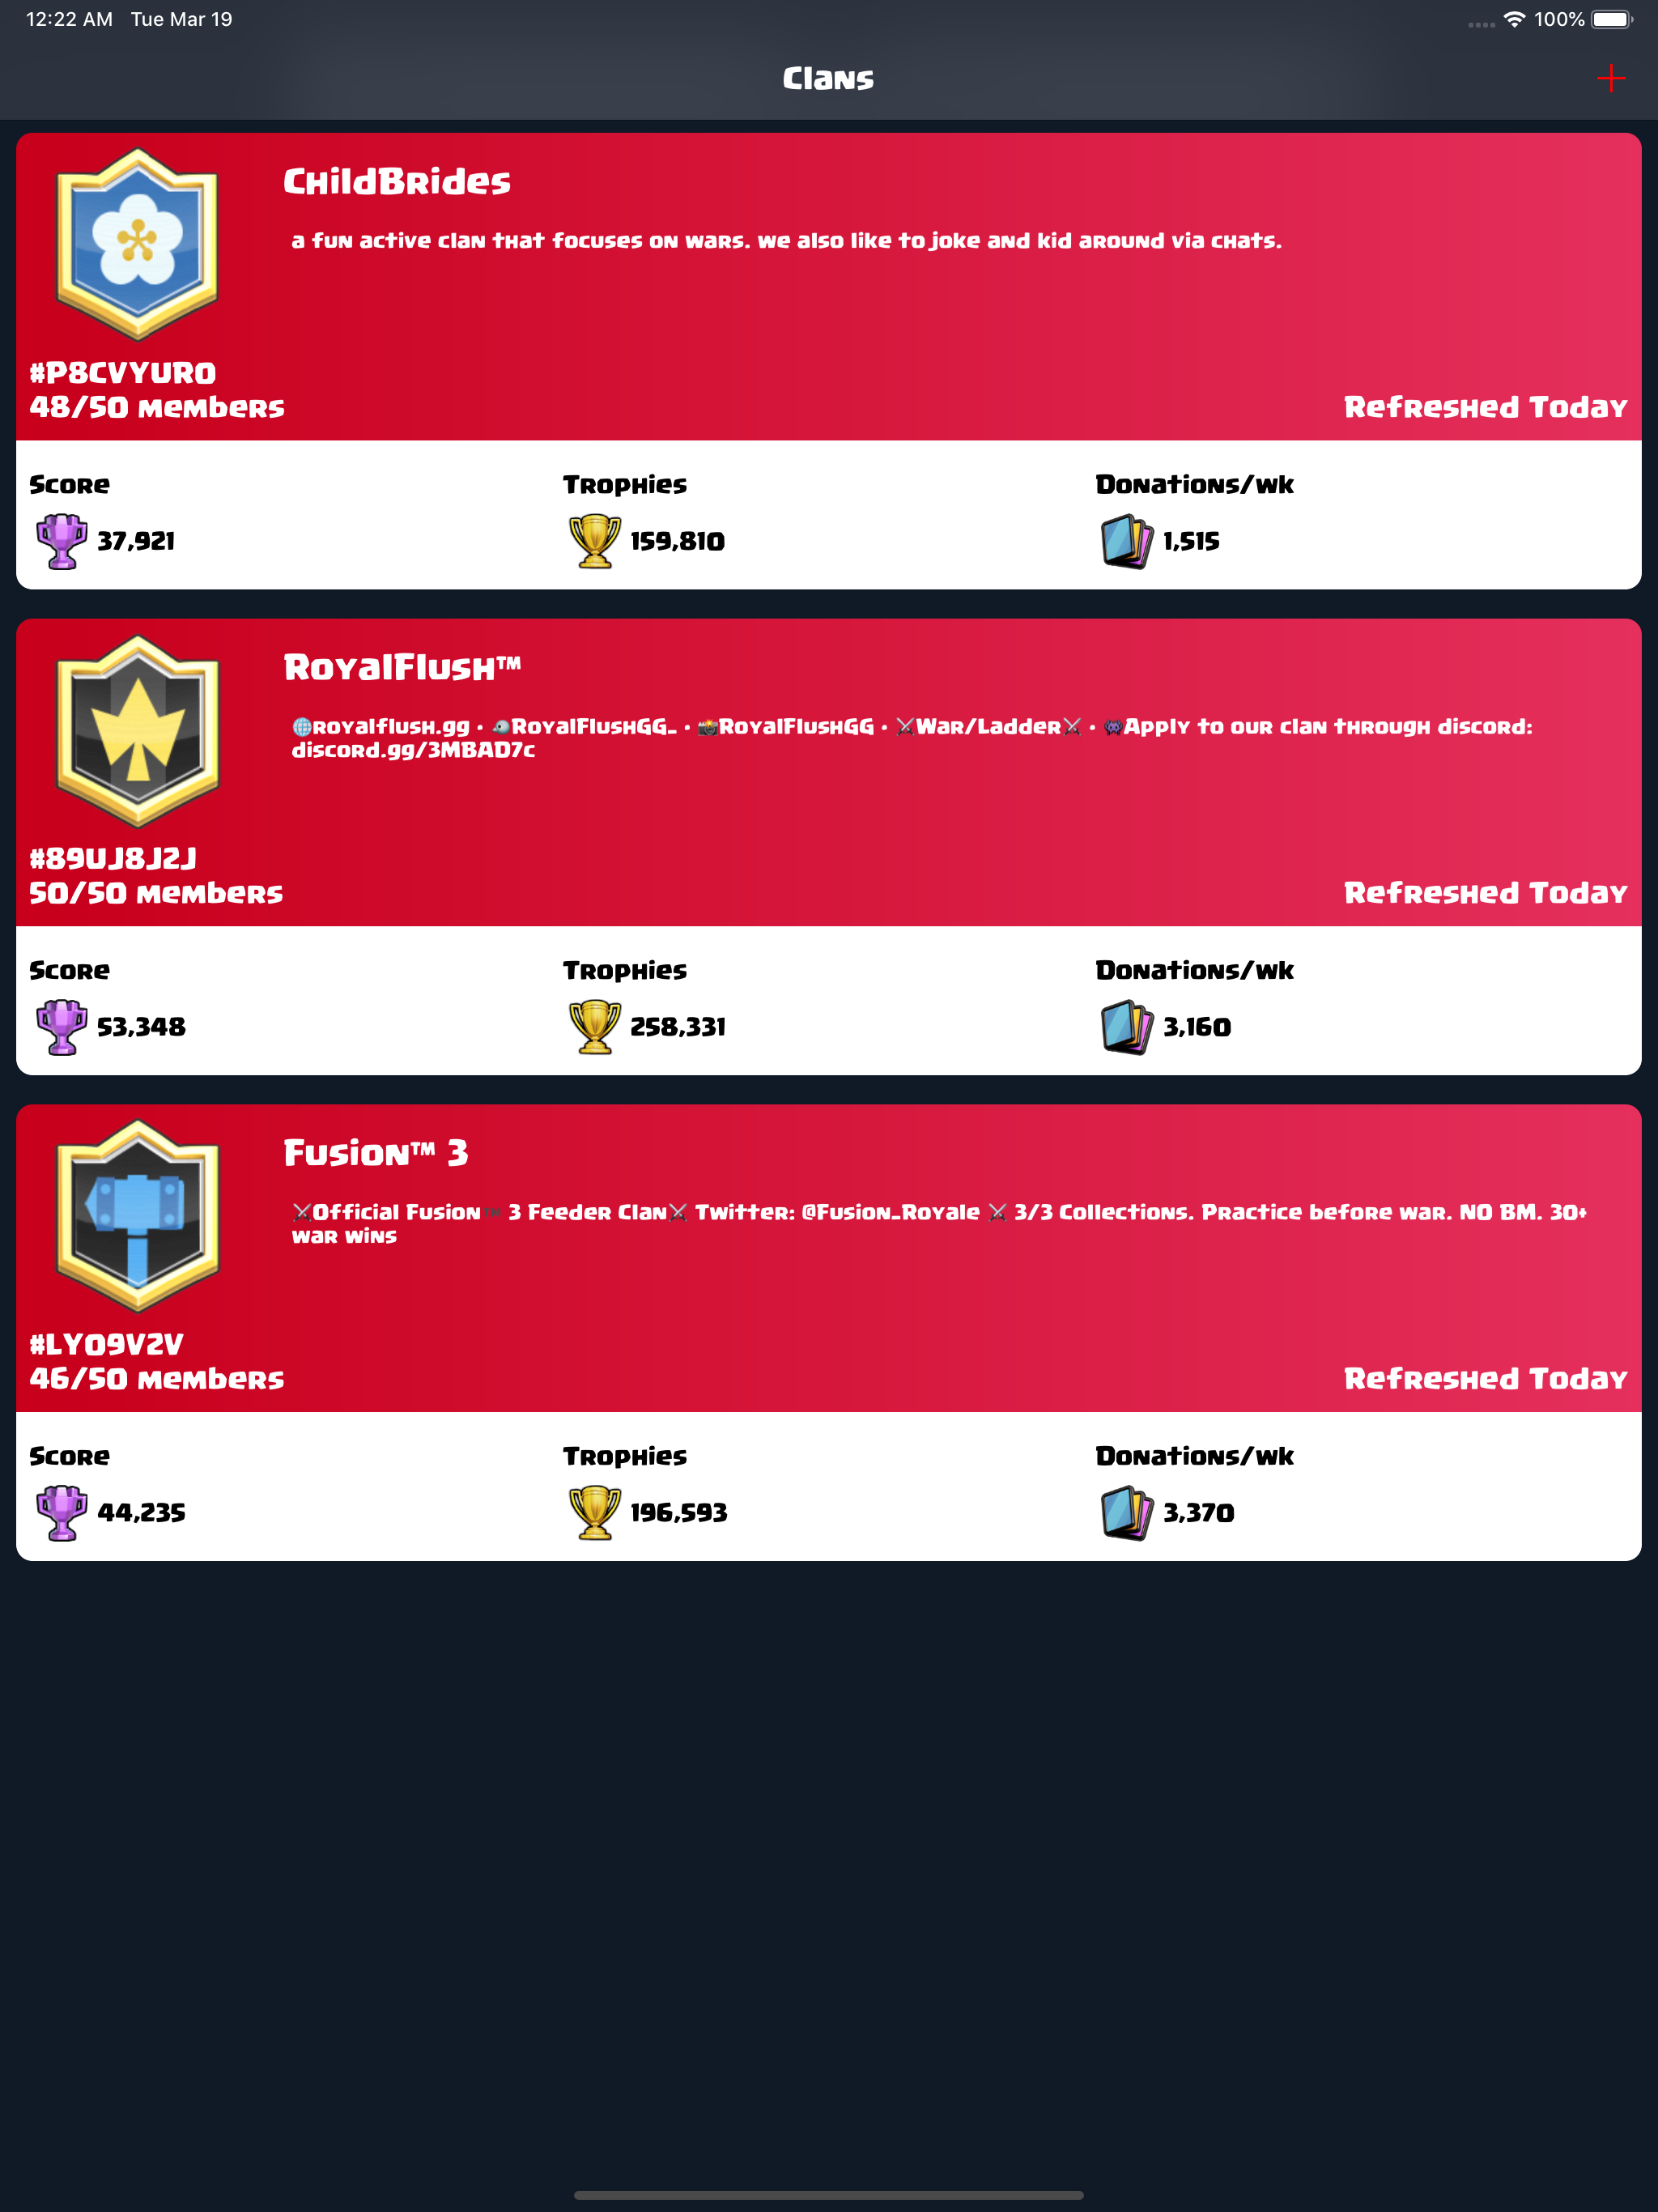 12:22 AM Tue Mar 19 100%
Clans
ChildBrides
a fun active clan that focuses on wars. we also like to joke and kid around via chats.
#P8CVYUR0
48/50 members
Refreshed Today
Score Trophies Donations/wk
37,921 159,810 1,515
RoyalFlush™
🌐royalflush.gg • 🐦RoyalFlushGG_ • 📸RoyalFlushGG • ⚔War/Ladder⚔ • 👾Apply to our clan through discord:
discord.gg/3MBAD7c
#89UJ8J2J
50/50 members
Refreshed Today
Score Trophies Donations/wk
53,348 258,331 3,160
Fusion™ 3
⚔Official Fusion™ 3 Feeder Clan⚔ Twitter: @Fusion_Royale ⚔ 3/3 Collections. Practice before war. NO BM. 30+
war wins
#LY09V2V
46/50 members
Refreshed Today
Score Trophies Donations/wk
44,235 196,593 3,370